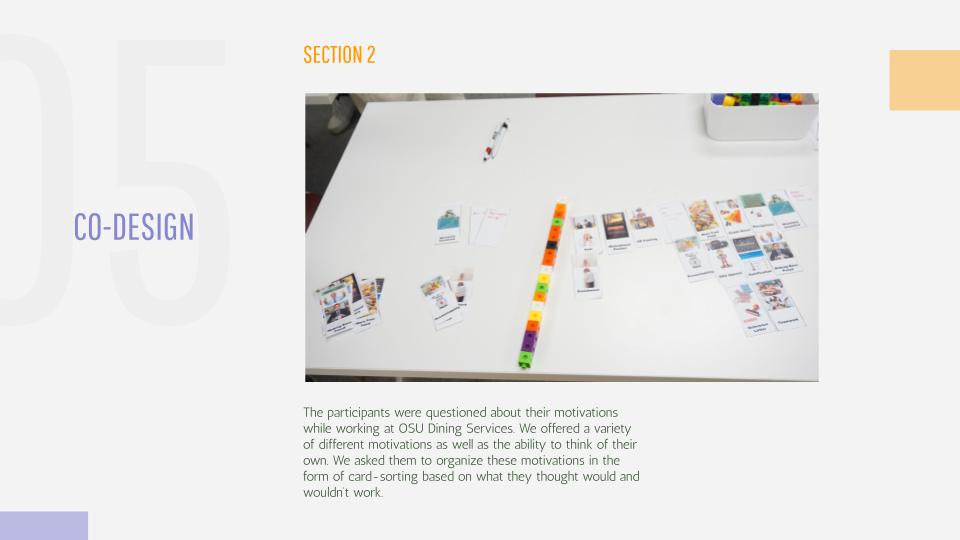 05
SECTION 2
CO-DESIGN
The participants were questioned about their motivations
while working at OSU Dining Services. We offered a variety
of different motivations as well as the ability to think of their
own. We asked them to organize these motivations in the
form of card-sorting based on what they thought would and
wouldn't work.